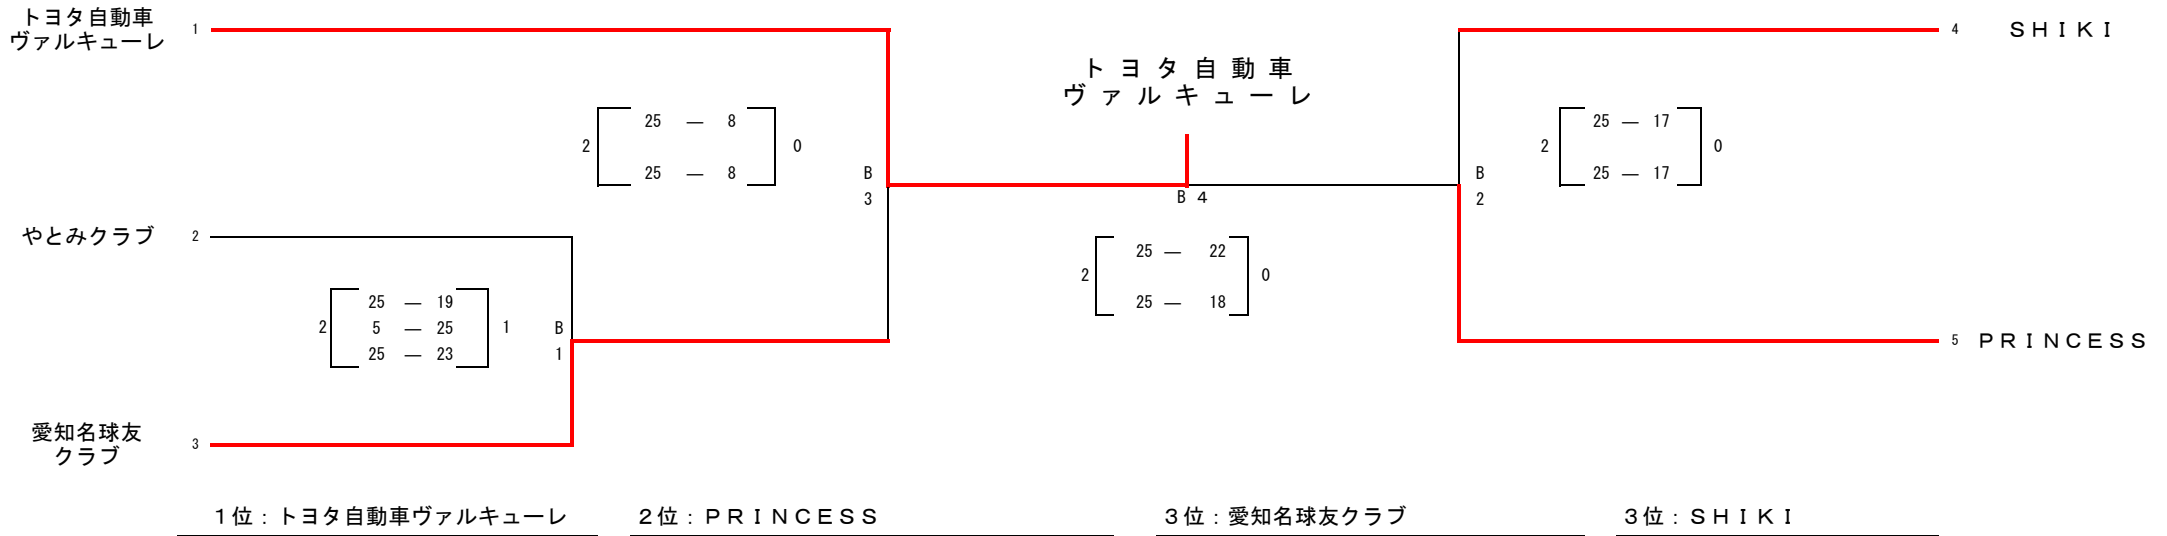 トヨタ自動車
ヴァルキューレ
1
4
ＳＨＩＫＩ
トヨタ自動車
ヴァルキューレ
25 ― 8
2
0
25 ― 8
B
3
25 ― 17
2
0
25 ― 17
B
2
B ４
やとみクラブ
2
25 ― 22
2
0
25 ― 18
25 ― 19
2
5 ― 25
1
25 ― 23
B
1
5
ＰＲＩＮＣＥＳＳ
愛知名球友
クラブ
3
１位：トヨタ自動車ヴァルキューレ
２位：ＰＲＩＮＣＥＳＳ
３位：愛知名球友クラブ
３位：ＳＨＩＫＩ